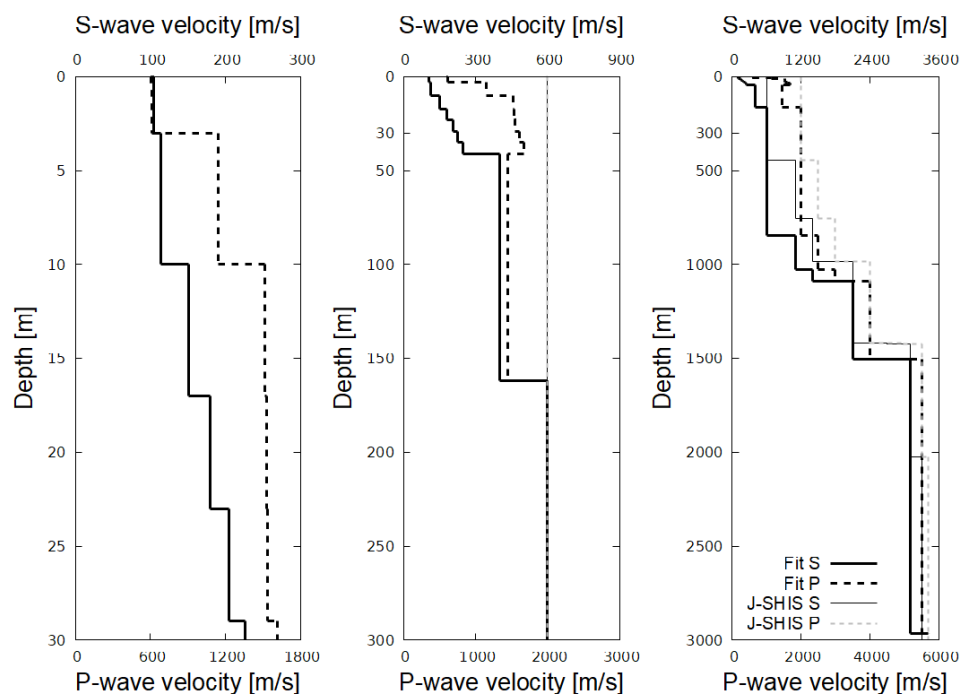 S-wave velocity [m/s] S-wave velocity [m/s] S-wave velocity [m/s]
0 100 200 300 0 300 600 900 0 1200 2400 3600
0 0 0
5 30 300
10 50 500
15 100 1000
20 150 1500
25 200 2000
30 250 2500
300 3000
Depth [m] Depth [m] Depth [m]
Fit S
Fit P
J-SHIS S
J-SHIS P
0 600 1200 1800 0 1000 2000 3000 0 2000 4000 6000
P-wave velocity [m/s] P-wave velocity [m/s] P-wave velocity [m/s]